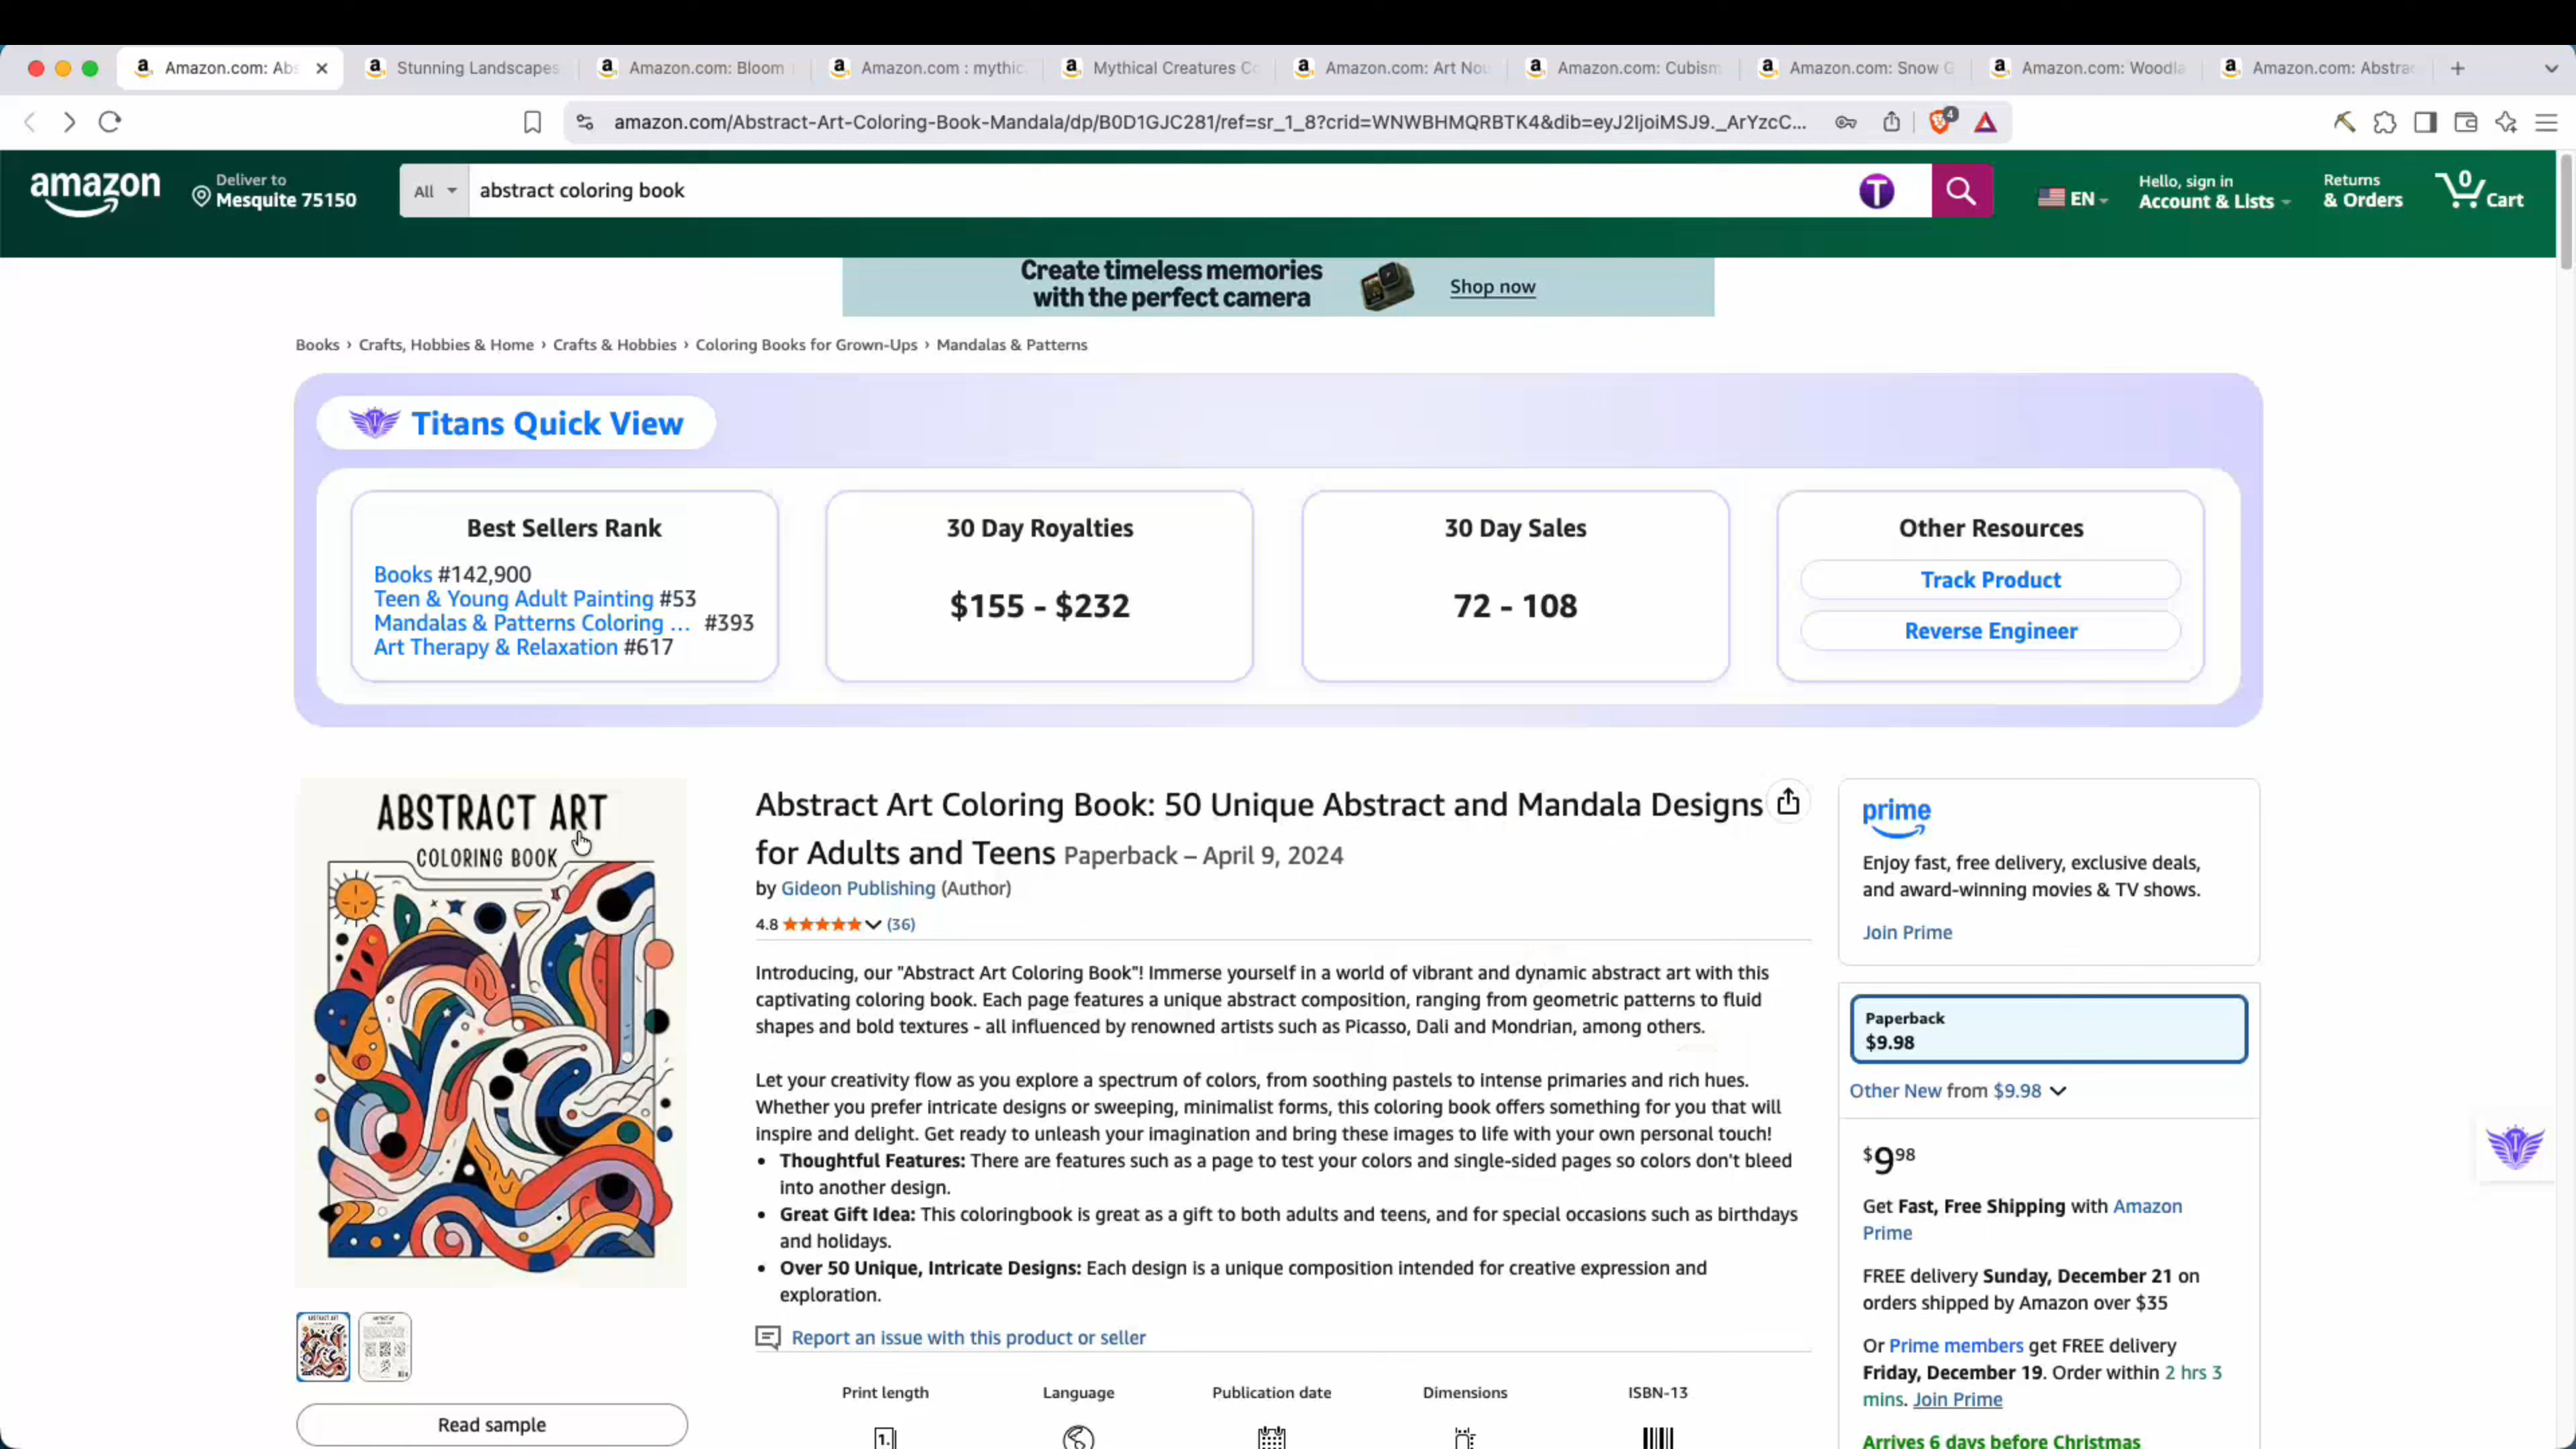 Amazon.com: Abs
Stunning Landscapes
Amazon.com: Bloom
Amazon.com : mythic
Mythical Creatures Co
Amazon.com: Art Nou
Amazon.com: Cubism
Amazon.com: Snow G
Amazon.com: Woodla
Amazon.com: Abstrac
amazon.com/Abstract-Art-Coloring-Book-Mandala/dp/B0D1GJC281/ref=sr_1_8?crid=WNWBHMQRBTK4&dib=eyJ2IjoiMSJ9._ArYzcC...
4
amazon
Deliver to
Mesquite 75150
All
abstract coloring book
T
EN
Hello, sign in
Account & Lists
Returns
& Orders
0
Cart
Create timeless memories
with the perfect camera
Shop now
Books › Crafts, Hobbies & Home › Crafts & Hobbies › Coloring Books for Grown-Ups › Mandalas & Patterns
Titans Quick View
Best Sellers Rank
Books #142,900
Teen & Young Adult Painting #53
Mandalas & Patterns Coloring ... #393
Art Therapy & Relaxation #617
30 Day Royalties
$155 - $232
30 Day Sales
72 - 108
Other Resources
Track Product
Reverse Engineer
ABSTRACT ART
COLORING BOOK
Read sample
Abstract Art Coloring Book: 50 Unique Abstract and Mandala Designs
for Adults and Teens Paperback – April 9, 2024
by Gideon Publishing (Author)
4.8 (36)
Introducing, our "Abstract Art Coloring Book"! Immerse yourself in a world of vibrant and dynamic abstract art with this
captivating coloring book. Each page features a unique abstract composition, ranging from geometric patterns to fluid
shapes and bold textures - all influenced by renowned artists such as Picasso, Dali and Mondrian, among others.
Let your creativity flow as you explore a spectrum of colors, from soothing pastels to intense primaries and rich hues.
Whether you prefer intricate designs or sweeping, minimalist forms, this coloring book offers something for you that will
inspire and delight. Get ready to unleash your imagination and bring these images to life with your own personal touch!
• Thoughtful Features: There are features such as a page to test your colors and single-sided pages so colors don't bleed
into another design.
• Great Gift Idea: This coloringbook is great as a gift to both adults and teens, and for special occasions such as birthdays
and holidays.
• Over 50 Unique, Intricate Designs: Each design is a unique composition intended for creative expression and
exploration.
Report an issue with this product or seller
Print length
Language
Publication date
Dimensions
ISBN-13
prime
Enjoy fast, free delivery, exclusive deals,
and award-winning movies & TV shows.
Join Prime
Paperback
$9.98
Other New from $9.98
$9.98
Get Fast, Free Shipping with Amazon
Prime
FREE delivery Sunday, December 21 on
orders shipped by Amazon over $35
Or Prime members get FREE delivery
Friday, December 19. Order within 2 hrs 3
mins. Join Prime
Arrives 6 days before Christmas